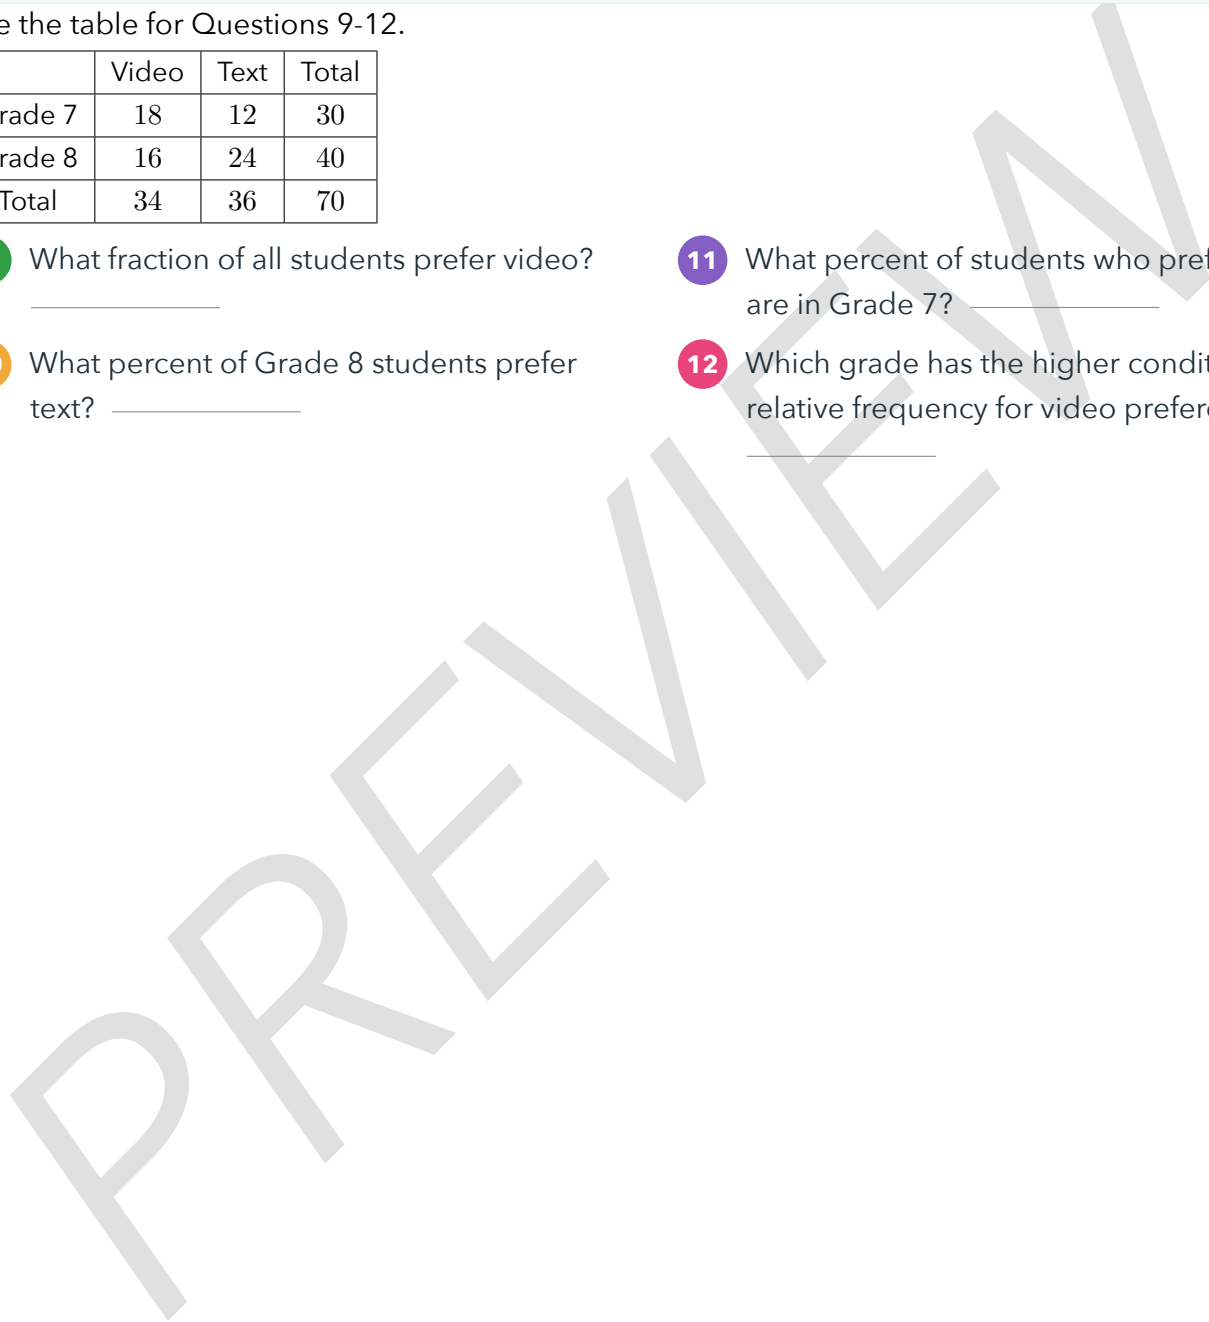 e the table for Questions 9-12.
Video Text Total
rade 7 18 12 30
rade 8 16 24 40
Total 34 36 70
What fraction of all students prefer video?
What percent of Grade 8 students prefer
text?
11 What percent of students who pref
are in Grade 7?
12 Which grade has the higher condit
relative frequency for video prefer
PREVIEW